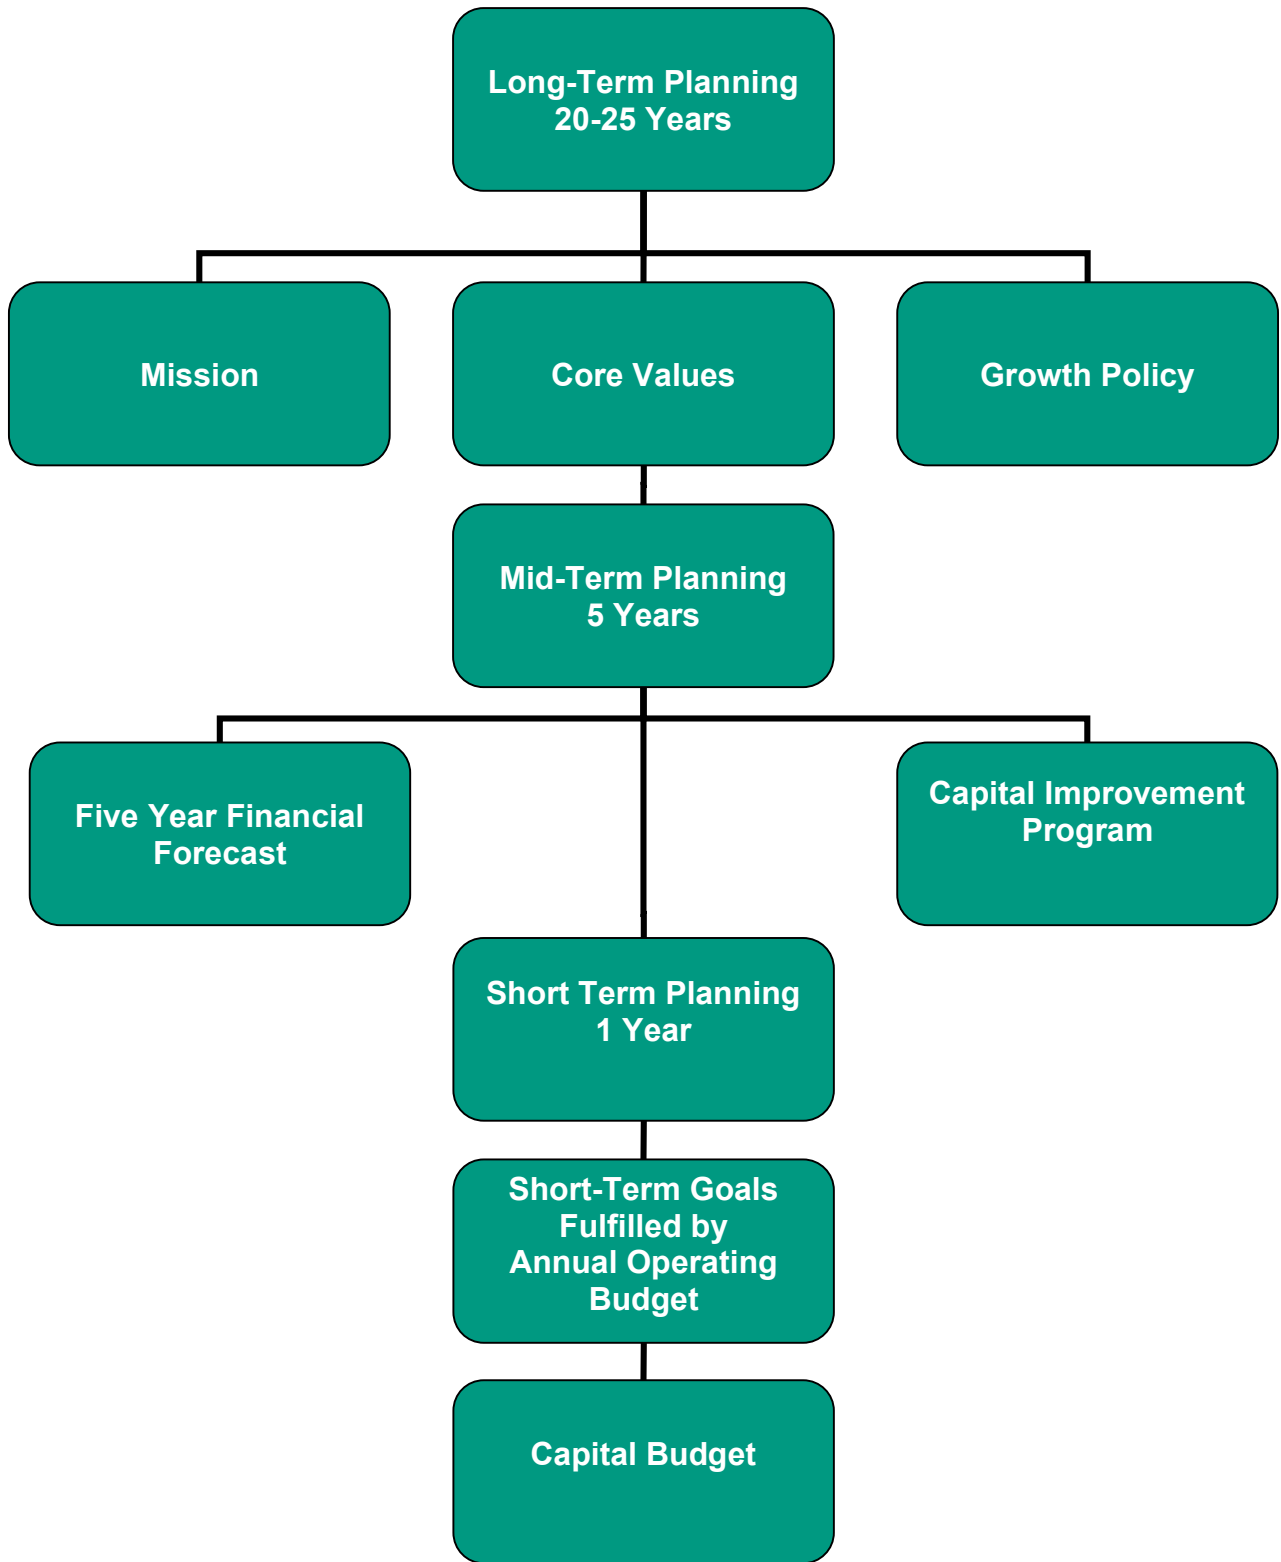 Long-Term Planning
20-25 Years
Mission
Core Values
Growth Policy
Mid-Term Planning
5 Years
Five Year Financial
Forecast
Capital Improvement
Program
Short Term Planning
1 Year
Short-Term Goals
Fulfilled by
Annual Operating
Budget
Capital Budget